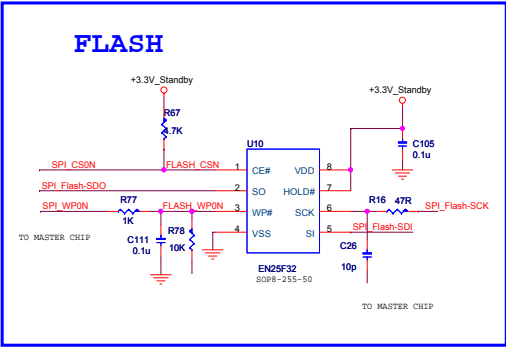 FLASH
+3.3V_Standby
+3.3V_Standby
R67
4.7K
U10
C105
0.1u
SPI_CS0N
FLASH_CSN
1
CE#
VDD
8
SPI_Flash-SDO
2
SO
HOLD#
7
SPI_WP0N
R77
1K
FLASH_WP0N
3
WP#
SCK
6
R16
47R
SPI_Flash-SCK
4
VSS
SI
5
SPI_Flash-SDI
TO MASTER CHIP
C111
0.1u
R78
10K
C26
10p
EN25F32
SOP8-255-50
TO MASTER CHIP